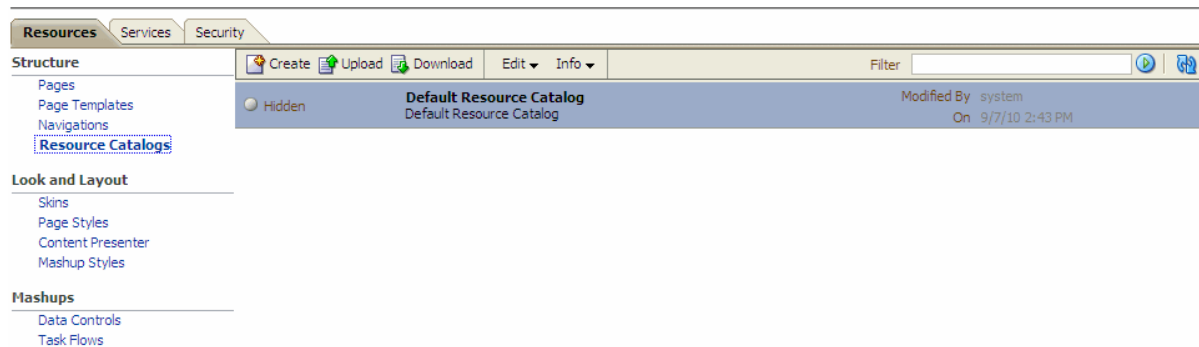 Resources Services Security
Structure
Pages
Page Templates
Navigations
Resource Catalogs
Look and Layout
Skins
Page Styles
Content Presenter
Mashup Styles
Mashups
Data Controls
Task Flows
Create Upload Download Edit Info Filter
Hidden Default Resource Catalog Modified By system
Default Resource Catalog On 9/7/10 2:43 PM